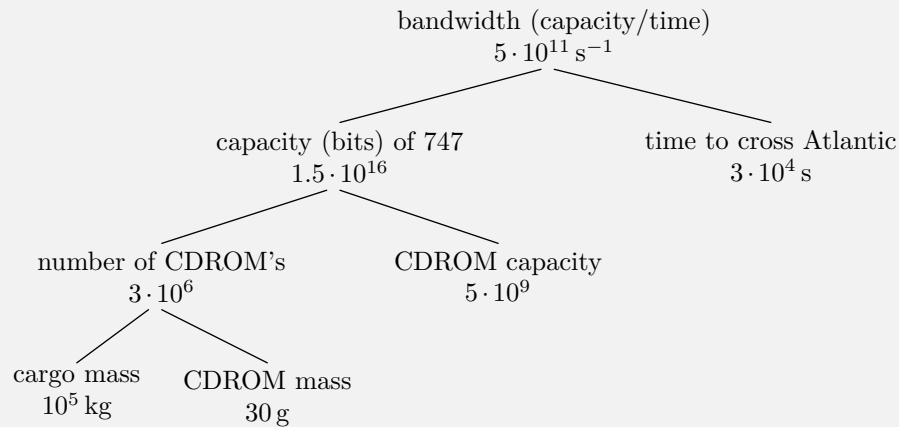 bandwidth (capacity/time)
5 · 10¹¹ s⁻¹
capacity (bits) of 747
1.5 · 10¹⁶
time to cross Atlantic
3 · 10⁴ s
number of CDROM's
3 · 10⁶
CDROM capacity
5 · 10⁹
cargo mass
10⁵ kg
CDROM mass
30 g